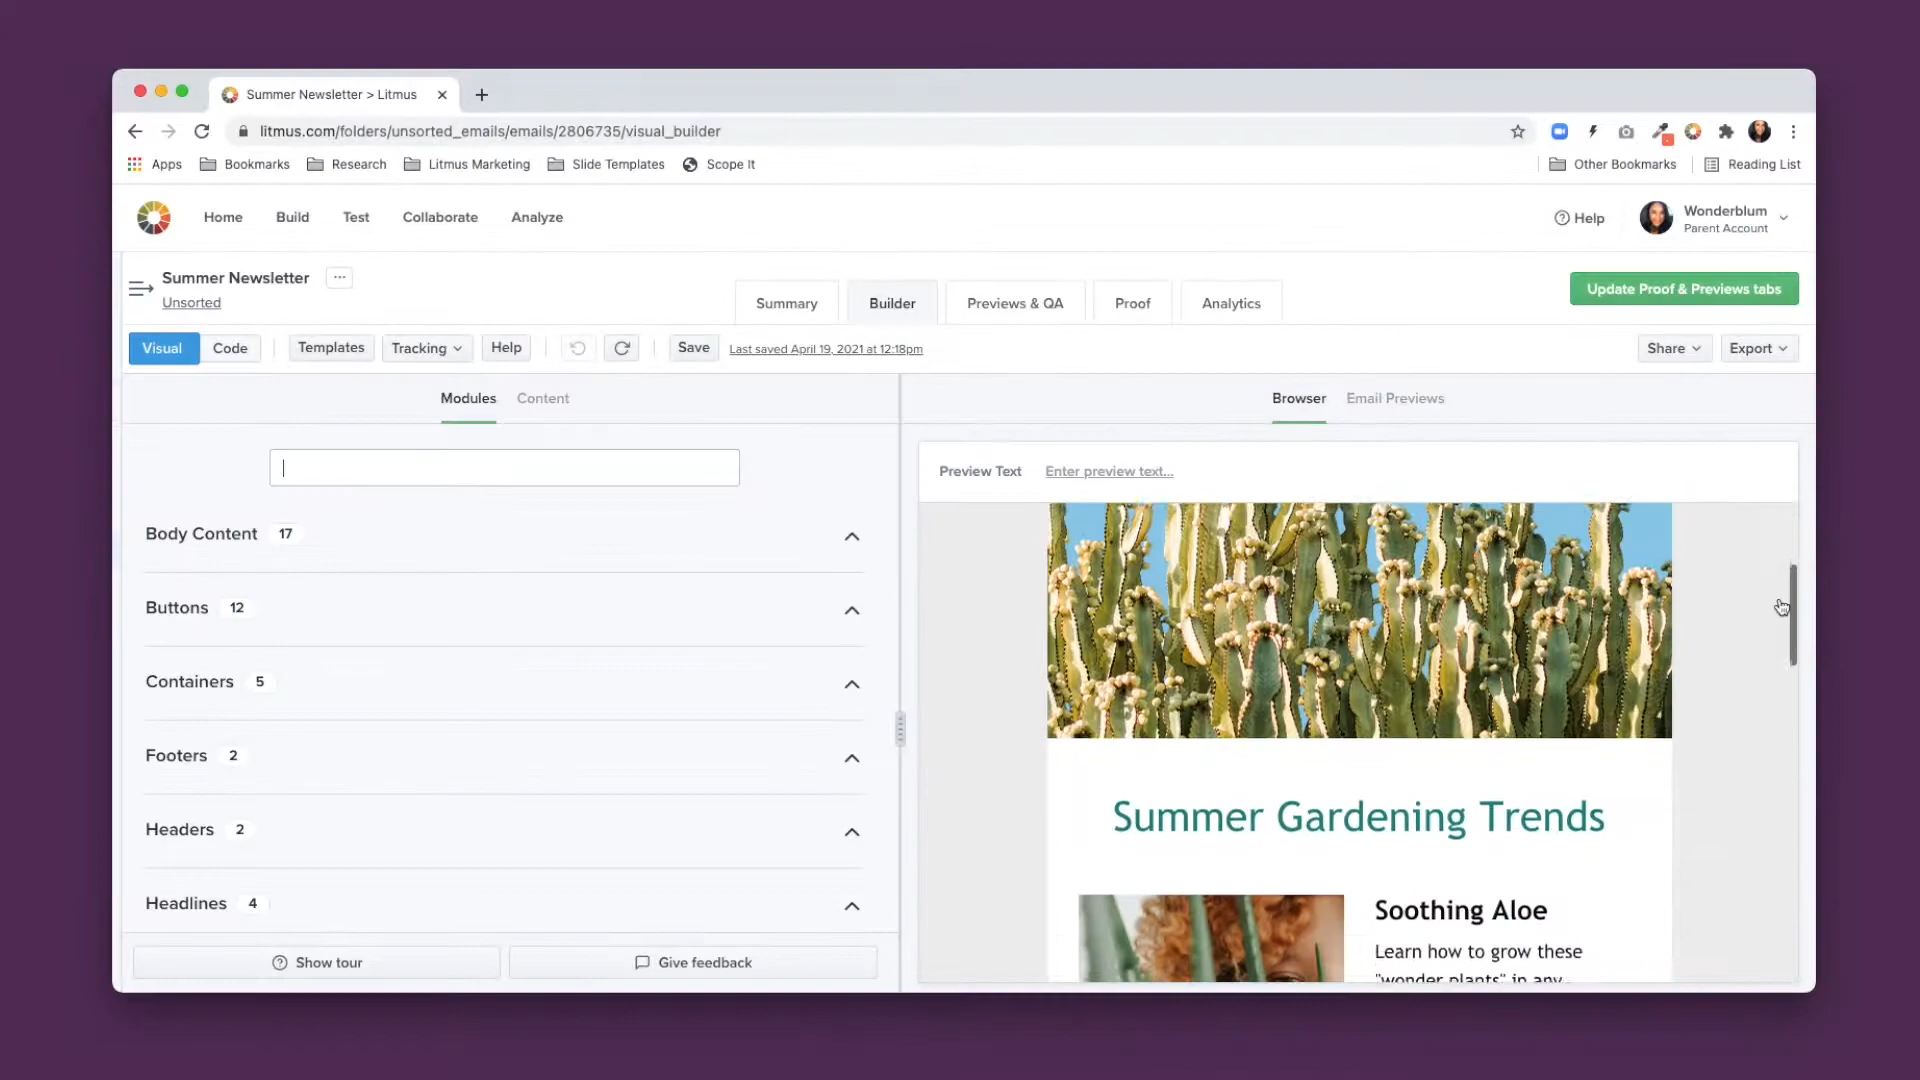 Summer Newsletter > Litmus
litmus.com/folders/unsorted_emails/emails/2806735/visual_builder
Apps Bookmarks Research Litmus Marketing Slide Templates Scope It Other Bookmarks Reading List
Home Build Test Collaborate Analyze Help Wonderblum
Parent Account
Summer Newsletter
Unsorted
Summary Builder Previews & QA Proof Analytics Update Proof & Previews tabs
Visual Code Templates Tracking Help Save Last saved April 19, 2021 at 12:18pm Share Export
Modules Content Browser Email Previews
Preview Text Enter preview text...
Body Content 17
Buttons 12
Containers 5
Footers 2
Headers 2
Headlines 4
Show tour Give feedback
Summer Gardening Trends
Soothing Aloe
Learn how to grow these
"wonder plants" in any